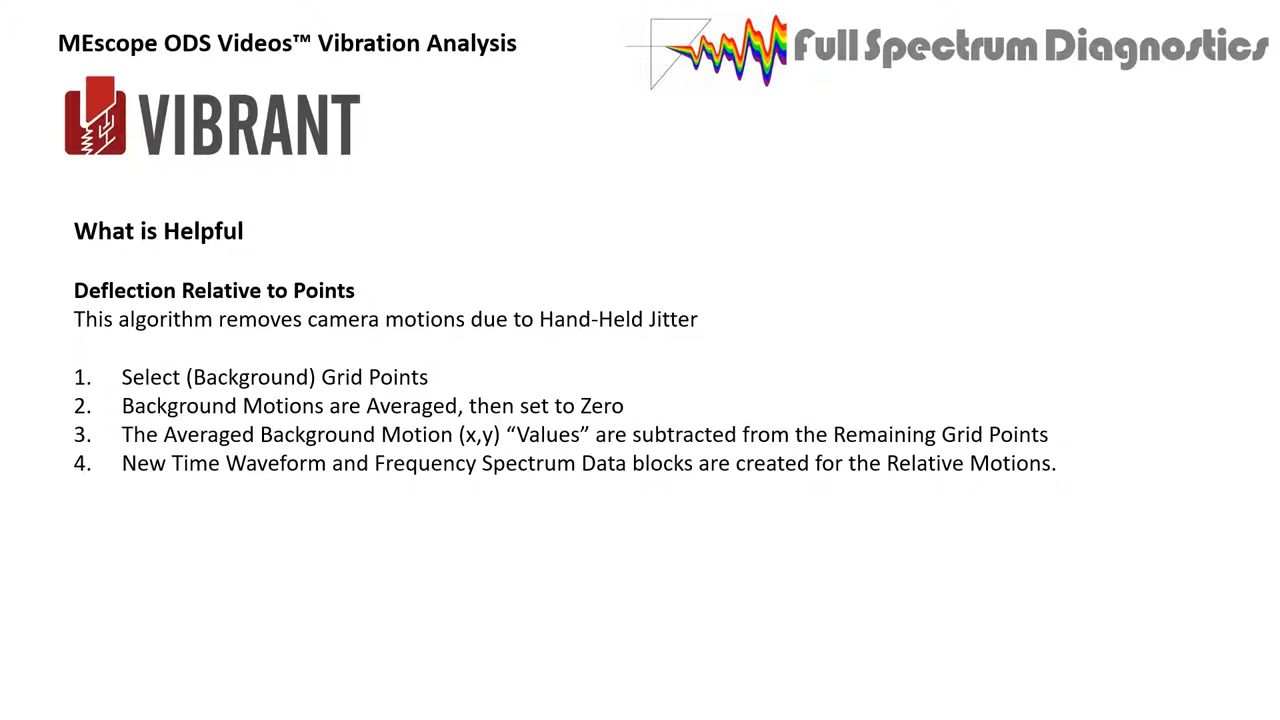 MEscope ODS Videos™ Vibration Analysis
Full Spectrum Diagnostics
VIBRANT
What is Helpful
Deflection Relative to Points
This algorithm removes camera motions due to Hand-Held Jitter
1. Select (Background) Grid Points
2. Background Motions are Averaged, then set to Zero
3. The Averaged Background Motion (x,y) “Values” are subtracted from the Remaining Grid Points
4. New Time Waveform and Frequency Spectrum Data blocks are created for the Relative Motions.